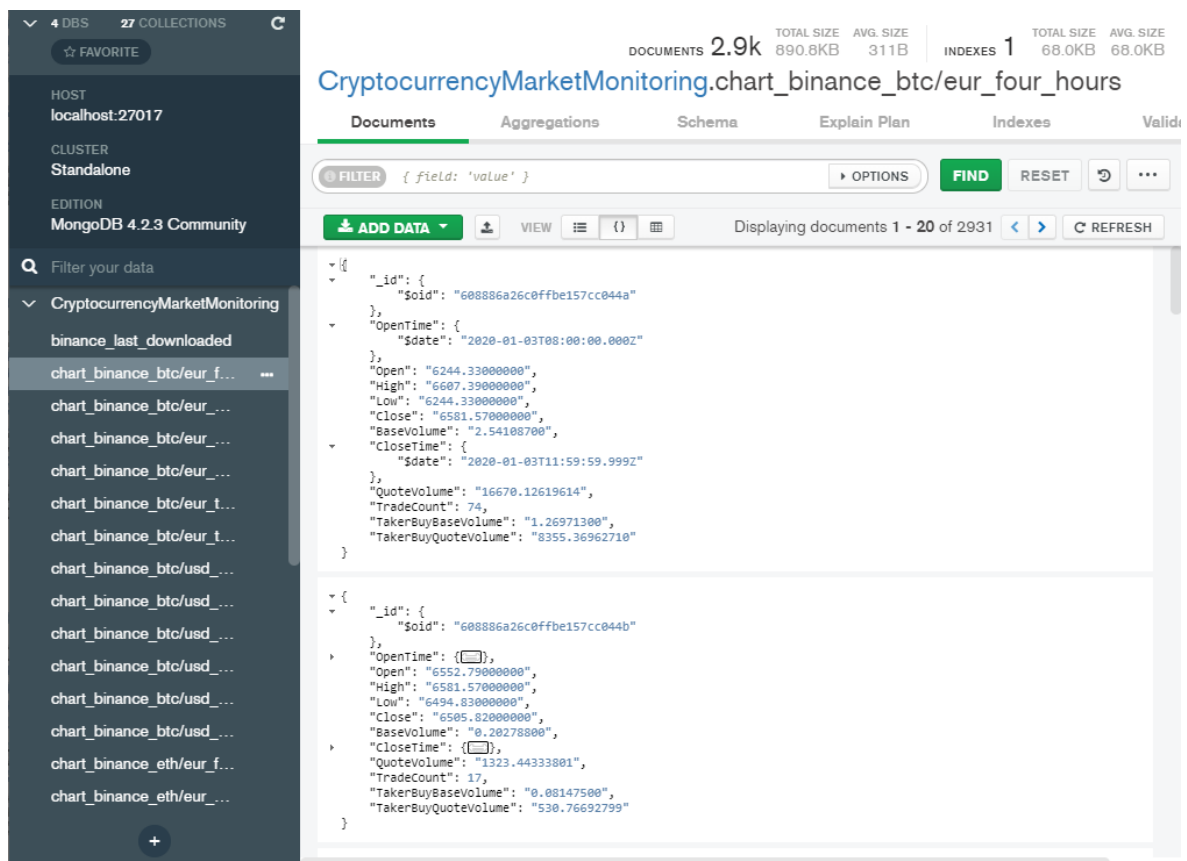 4 DBS 27 COLLECTIONS
FAVORITE
HOST
localhost:27017
CLUSTER
Standalone
EDITION
MongoDB 4.2.3 Community
Filter your data
CryptocurrencyMarketMonitoring
binance_last_downloaded
chart_binance_btc/eur_f... •••
chart_binance_btc/eur_...
chart_binance_btc/eur_...
chart_binance_btc/eur_...
chart_binance_btc/eur_t...
chart_binance_btc/eur_t...
chart_binance_btc/usd_...
chart_binance_btc/usd_...
chart_binance_btc/usd_...
chart_binance_btc/usd_...
chart_binance_btc/usd_...
chart_binance_btc/usd_...
chart_binance_eth/eur_f...
chart_binance_eth/eur_...
+
DOCUMENTS 2.9k TOTAL SIZE 890.8KB AVG. SIZE 311B INDEXES 1 TOTAL SIZE 68.0KB AVG. SIZE 68.0KB
CryptocurrencyMarketMonitoring.chart_binance_btc/eur_four_hours
Documents Aggregations Schema Explain Plan Indexes Valida
FILTER { field: 'value' } OPTIONS FIND RESET •••
ADD DATA VIEW {} Displaying documents 1 - 20 of 2931 < > REFRESH
{
"_id": {
"$oid": "608886a26c0ffbe157cc044a"
},
"OpenTime": {
"$date": "2020-01-03T08:00:00.000Z"
},
"Open": "6244.33000000",
"High": "6607.39000000",
"Low": "6244.33000000",
"Close": "6581.57000000",
"BaseVolume": "2.54108700",
"CloseTime": {
"$date": "2020-01-03T11:59:59.999Z"
},
"QuoteVolume": "16670.12619614",
"TradeCount": 74,
"TakerBuyBaseVolume": "1.26971300",
"TakerBuyQuoteVolume": "8355.36962710"
}
{
"_id": {
"$oid": "608886a26c0ffbe157cc044b"
},
"OpenTime": {},
"Open": "6552.79000000",
"High": "6581.57000000",
"Low": "6494.83000000",
"Close": "6505.82000000",
"BaseVolume": "0.20278800",
"CloseTime": {},
"QuoteVolume": "1323.44333801",
"TradeCount": 17,
"TakerBuyBaseVolume": "0.08147500",
"TakerBuyQuoteVolume": "530.76692799"
}